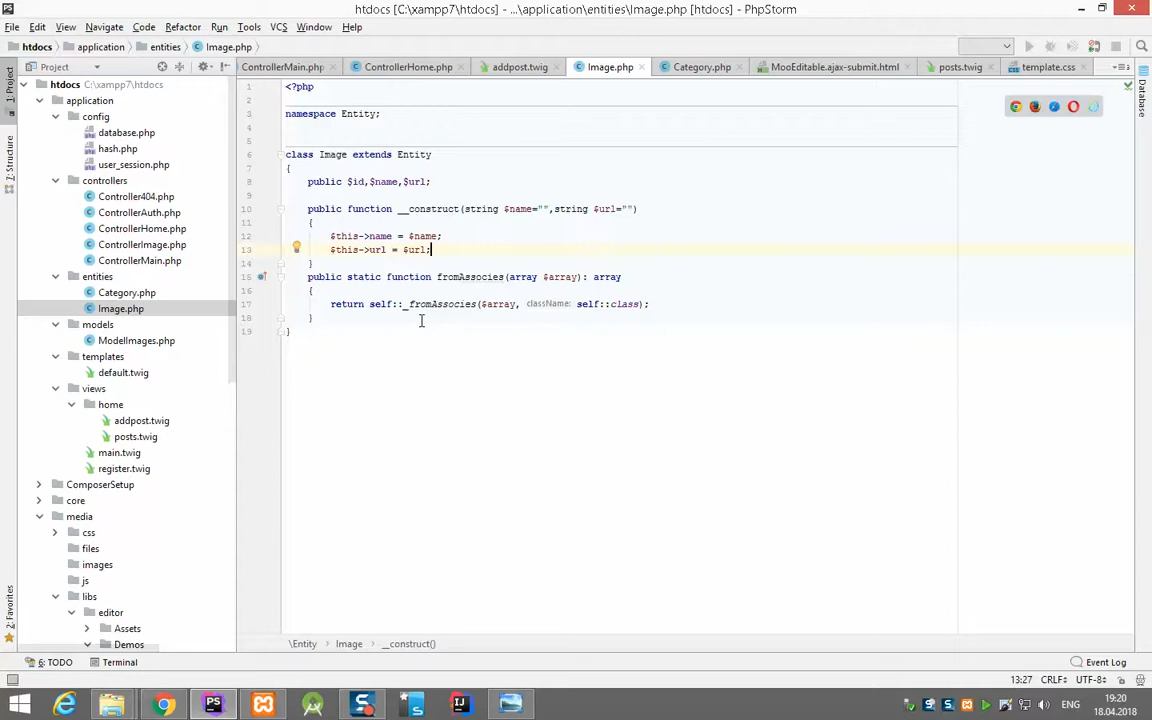 htdocs [C:\xampp7\htdocs] - ...\application\entities\Image.php [htdocs] - PhpStorm
File Edit View Navigate Code Refactor Run Tools VCS Window Help
htdocs application entities Image.php
Project
ControllerMain.php ControllerHome.php addpost.twig Image.php Category.php MooEditable.ajax-submit.html posts.twig template.css
1: Project
7: Structure
2: Favorites
Database
htdocs C:\xampp7\htdocs
application
config
database.php
hash.php
user_session.php
controllers
Controller404.php
ControllerAuth.php
ControllerHome.php
ControllerImage.php
ControllerMain.php
entities
Category.php
Image.php
models
ModelImages.php
templates
default.twig
views
home
addpost.twig
posts.twig
main.twig
register.twig
ComposerSetup
core
media
css
files
images
js
libs
editor
Assets
Demos
1 <?php
2
3 namespace Entity;
4
5
6 class Image extends Entity
7 {
8 public $id,$name,$url;
9
10 public function __construct(string $name="",string $url="")
11 {
12 $this->name = $name;
13 $this->url = $url;
14 }
15 public static function fromAssocies(array $array): array
16 {
17 return self::_fromAssocies($array, className: self::class);
18 }
19 }
\Entity Image __construct()
6: TODO Terminal Event Log
13:27 CRLF UTF-8
ENG 19:20
18.04.2018